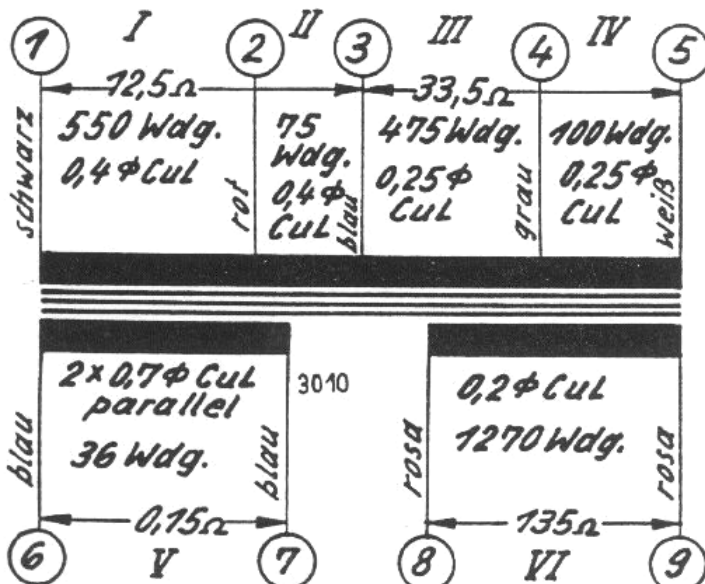 I II III IV
1 2 3 4 5
12,5Ω 33,5Ω
schwarz
550 Wdg.
0,4 ϕ CuL
rot
75
Wdg.
0,4 ϕ
CuL
blau
475 Wdg.
0,25 ϕ
CuL
grau
100 Wdg.
0,25 ϕ
CuL
weiß
blau
2 x 0,7 ϕ CuL
parallel
36 Wdg.
blau
3010
rosa
0,2 ϕ CuL
1270 Wdg.
rosa
0,15Ω 135Ω
6 7 8 9
V VI